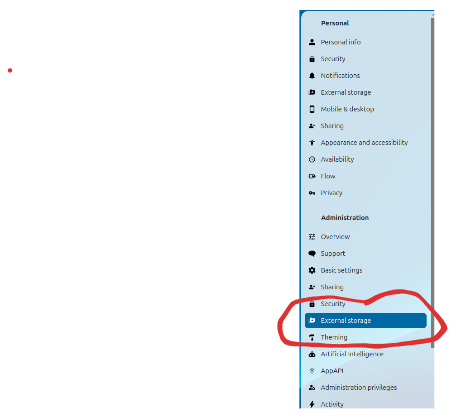 Personal
Personal info
Security
Notifications
External storage
Mobile & desktop
Sharing
Appearance and accessibility
Availability
Flow
Privacy
Administration
Overview
Support
Basic settings
Sharing
Security
External storage
Theming
Artificial Intelligence
AppAPI
Administration privileges
Activity